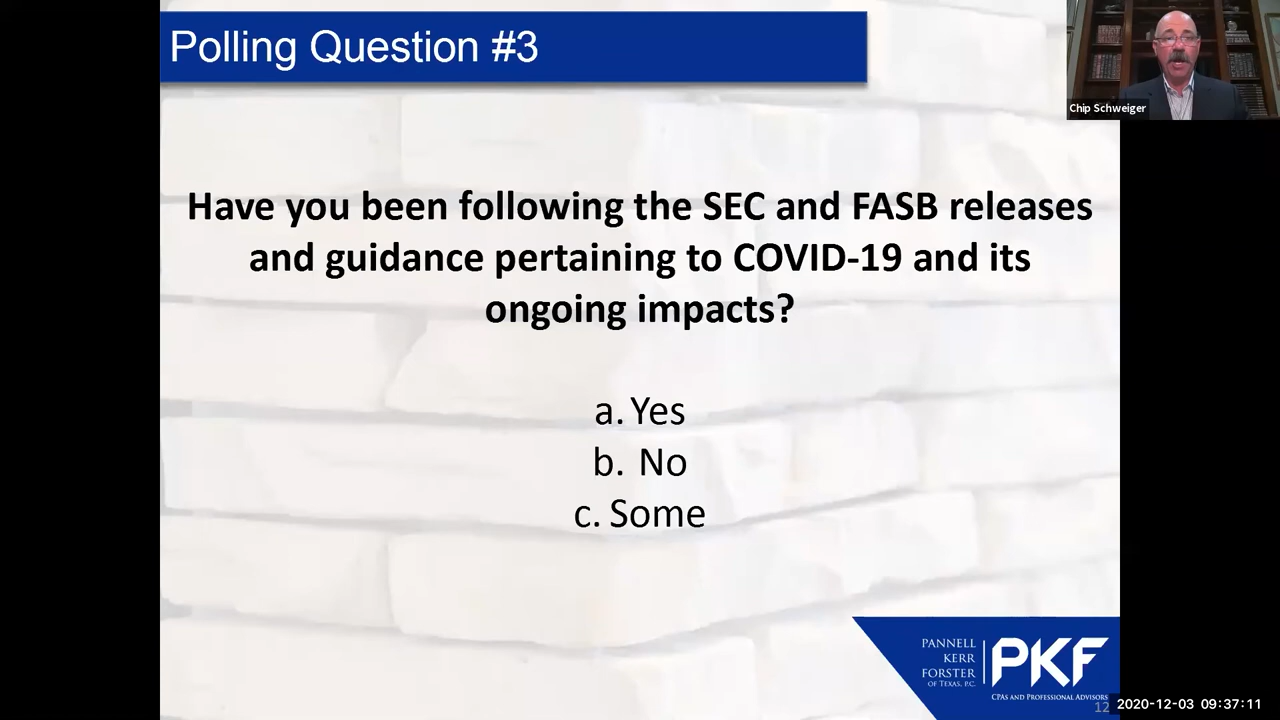 Polling Question #3
Chip Schweiger
Have you been following the SEC and FASB releases
and guidance pertaining to COVID-19 and its
ongoing impacts?
a. Yes
b. No
c. Some
PANNELL
KERR
FORSTER
OF TEXAS, P.C.
PKF
CPAS AND PROFESSIONAL ADVISORS
12
2020-12-03 09:37:11